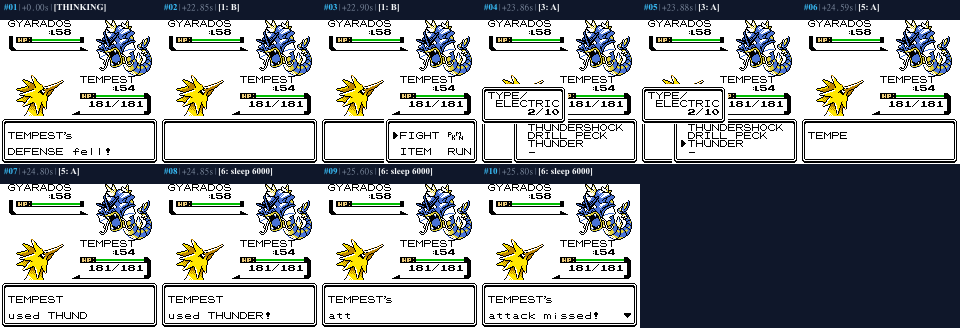 #01 | +0.00s | [THINKING]
GYARADOS
:L58
HP:
TEMPEST
:L54
HP:
181/181
TEMPEST's
DEFENSE fell!
#02 | +22.85s | [1: B]
GYARADOS
:L58
HP:
TEMPEST
:L54
HP:
181/181
#03 | +22.90s | [1: B]
GYARADOS
:L58
HP:
TEMPEST
:L54
HP:
181/181
▶FIGHT PKMN
ITEM RUN
#04 | +23.86s | [3: A]
GYARADOS
:L58
HP:
TEMPEST
:L54
HP:
181/181
TYPE/
ELECTRIC
2/10
THUNDERSHOCK
DRILL PECK
THUNDER
–
#05 | +23.88s | [3: A]
GYARADOS
:L58
HP:
TEMPEST
:L54
HP:
181/181
TYPE/
ELECTRIC
2/10
THUNDERSHOCK
DRILL PECK
▶THUNDER
–
#06 | +24.59s | [5: A]
GYARADOS
:L58
HP:
TEMPEST
:L54
HP:
181/181
TEMPE
#07 | +24.80s | [5: A]
GYARADOS
:L58
HP:
TEMPEST
:L54
HP:
181/181
TEMPEST
used THUND
#08 | +24.85s | [6: sleep 6000]
GYARADOS
:L58
HP:
TEMPEST
:L54
HP:
181/181
TEMPEST
used THUNDER!
#09 | +25.60s | [6: sleep 6000]
GYARADOS
:L58
HP:
TEMPEST
:L54
HP:
181/181
TEMPEST's
att
#10 | +25.80s | [6: sleep 6000]
GYARADOS
:L58
HP:
TEMPEST
:L54
HP:
181/181
TEMPEST's
attack missed! ▼